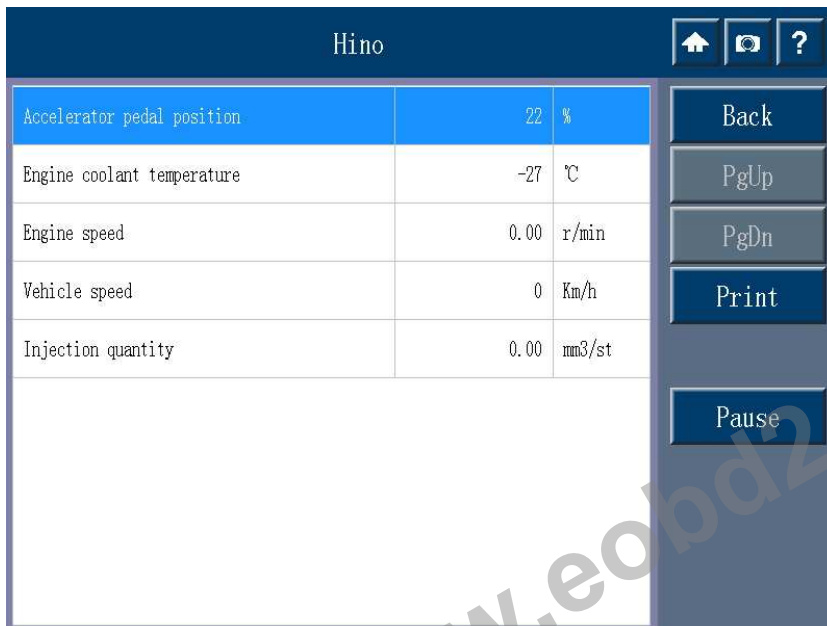 Hino
?
Accelerator pedal position 22 %
Back
Engine coolant temperature -27 ℃
PgUp
Engine speed 0.00 r/min
PgDn
Vehicle speed 0 Km/h
Print
Injection quantity 0.00 mm3/st
Pause
w.eobd2